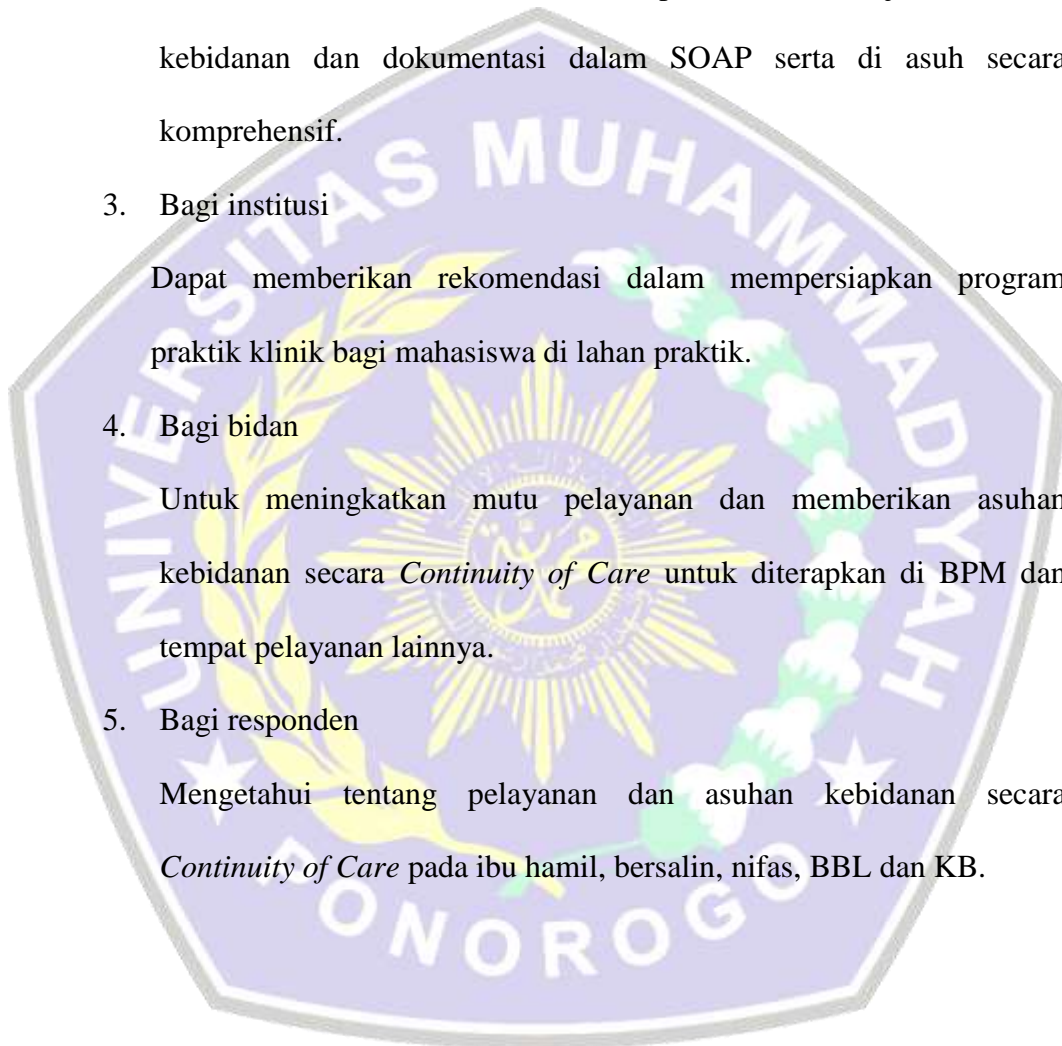 kebidanan dan dokumentasi dalam SOAP serta di asuh secara
komprehensif.
3. Bagi institusi
Dapat memberikan rekomendasi dalam mempersiapkan program
praktik klinik bagi mahasiswa di lahan praktik.
4. Bagi bidan
Untuk meningkatkan mutu pelayanan dan memberikan asuhan
kebidanan secara Continuity of Care untuk diterapkan di BPM dan
tempat pelayanan lainnya.
5. Bagi responden
Mengetahui tentang pelayanan dan asuhan kebidanan secara
Continuity of Care pada ibu hamil, bersalin, nifas, BBL dan KB.
UNIVERSITAS MUHAMMADIYAH
PONOROGO